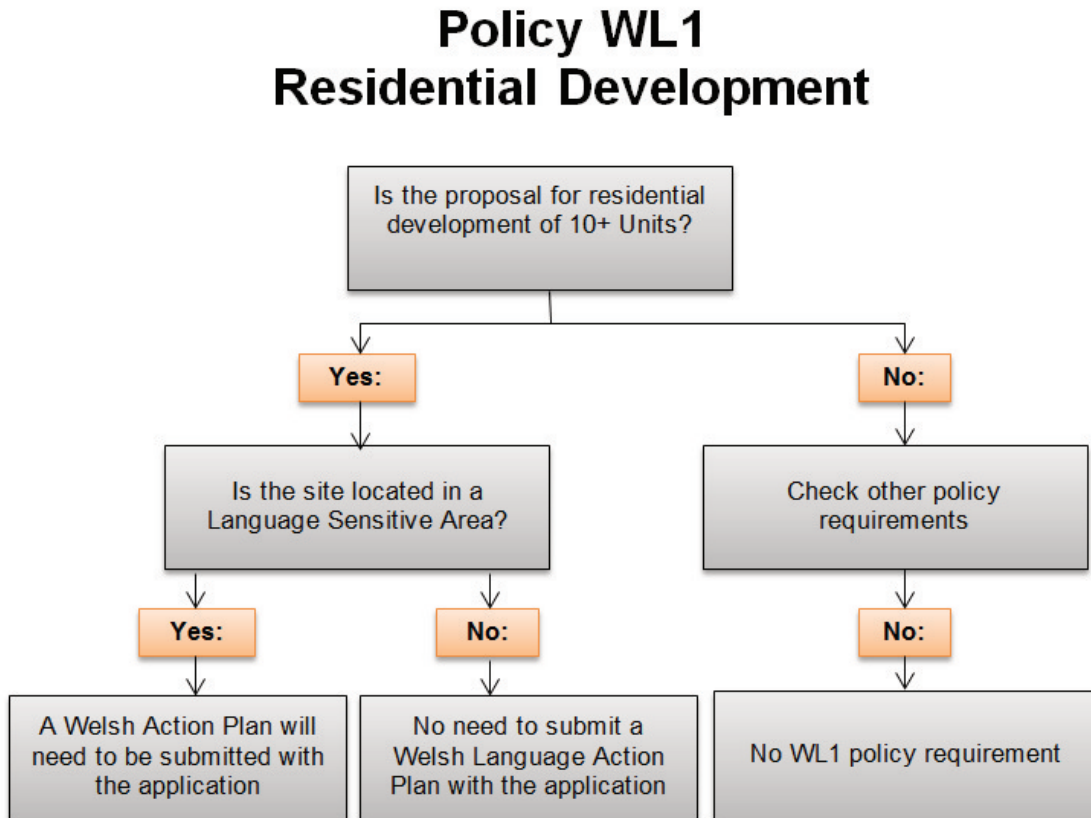 Policy WL1
Residential Development
Is the proposal for residential
development of 10+ Units?
Yes:
No:
Is the site located in a
Language Sensitive Area?
Check other policy
requirements
Yes:
No:
No:
A Welsh Action Plan will
need to be submitted with
the application
No need to submit a
Welsh Language Action
Plan with the application
No WL1 policy requirement